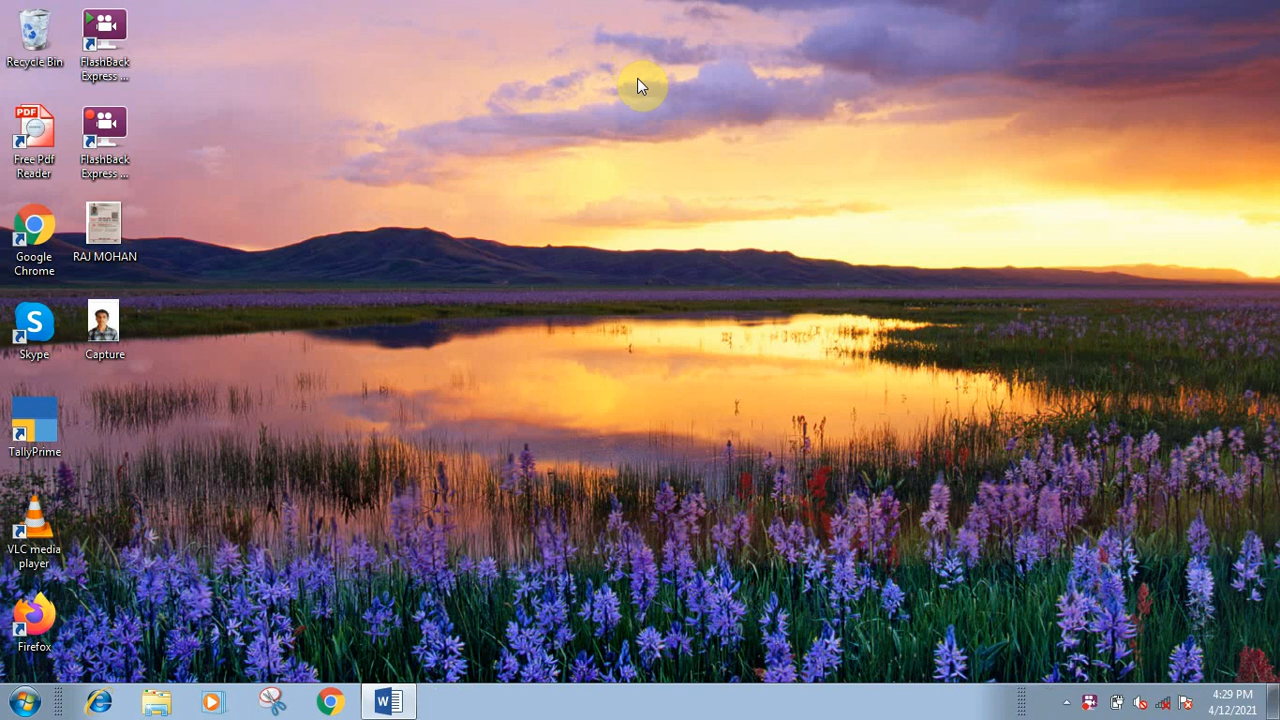 Recycle Bin
FlashBack
Express ...
PDF
Free Pdf
Reader
FlashBack
Express ...
Google
Chrome
RAJ MOHAN
S
Skype
Capture
TallyPrime
VLC media
player
Firefox
W
4:29 PM
4/12/2021